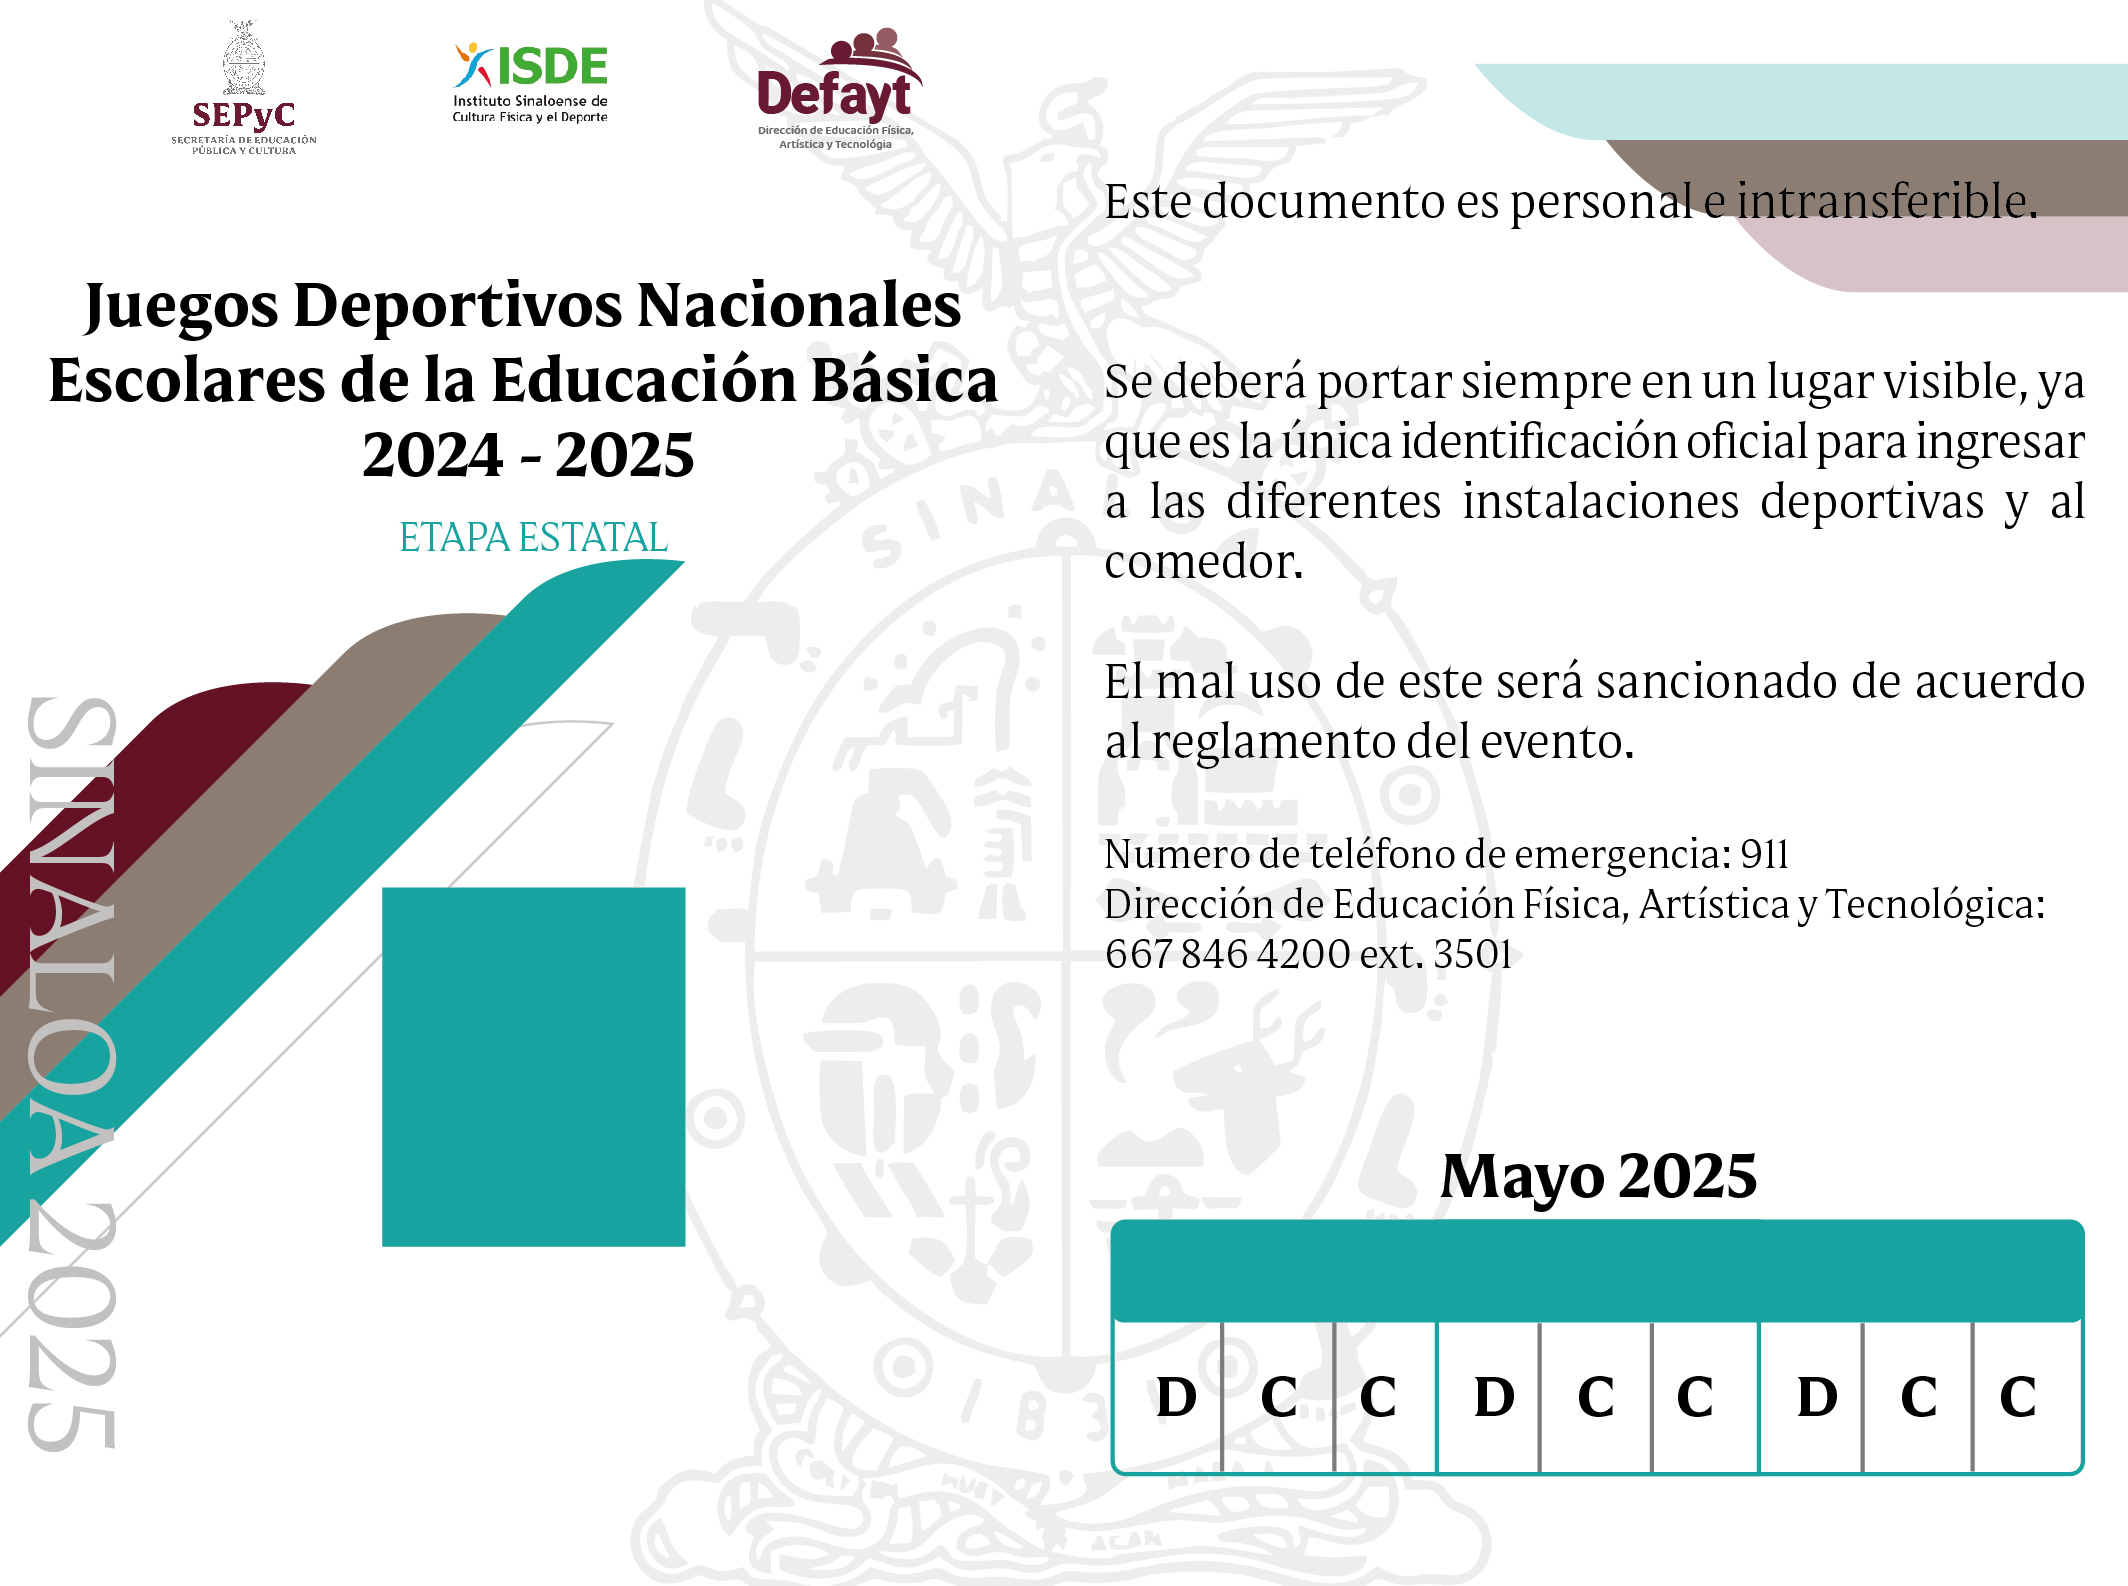 SEPyC
SECRETARÍA DE EDUCACIÓN
PÚBLICA Y CULTURA
ISDE
Instituto Sinaloense de
Cultura Física y el Deporte
Defayt
Dirección de Educación Física,
Artística y Tecnológia
Juegos Deportivos Nacionales
Escolares de la Educación Básica
2024 - 2025
ETAPA ESTATAL
SINALOA 2025
Este documento es personal e intransferible.
Se deberá portar siempre en un lugar visible, ya
que es la única identificación oficial para ingresar
a las diferentes instalaciones deportivas y al
comedor.
El mal uso de este será sancionado de acuerdo
al reglamento del evento.
Numero de teléfono de emergencia: 911
Dirección de Educación Física, Artística y Tecnológica:
667 846 4200 ext. 3501
Mayo 2025
D C C D C C D C C